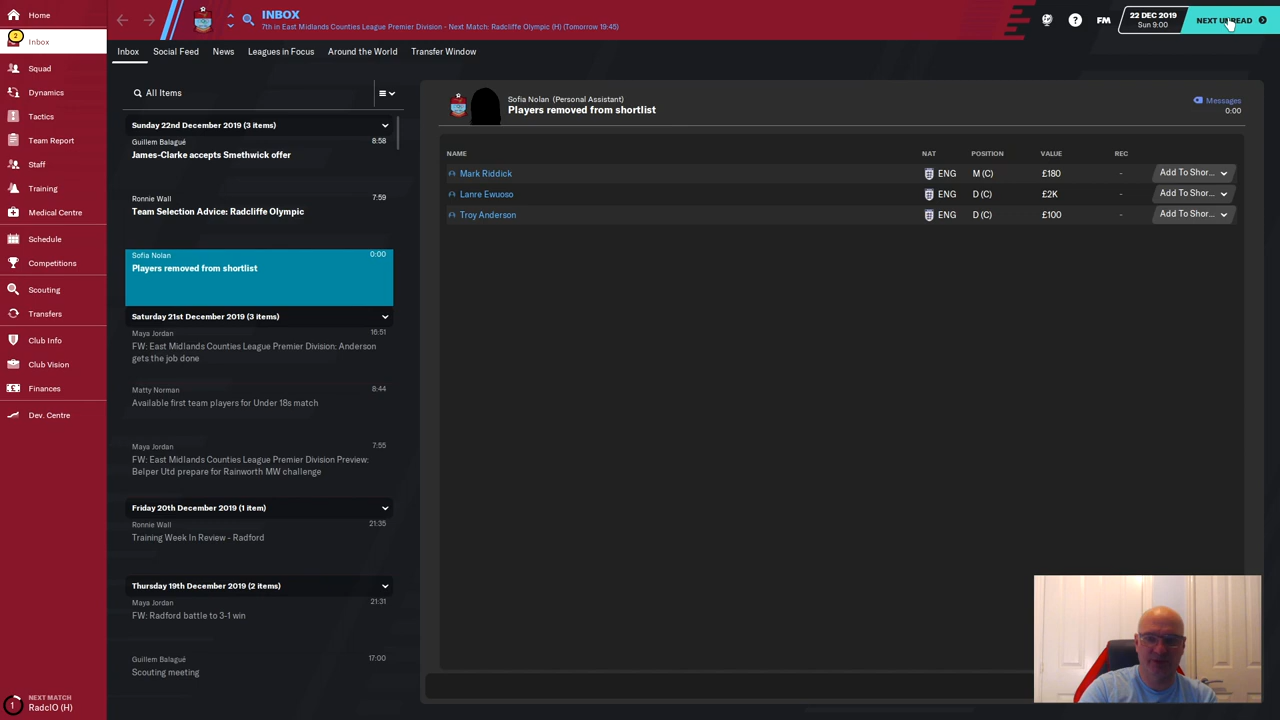 Home
2
Inbox
Squad
Dynamics
Tactics
Team Report
Staff
Training
Medical Centre
Schedule
Competitions
Scouting
Transfers
Club Info
Club Vision
Finances
Dev. Centre
1
NEXT MATCH
RadclO (H)
INBOX
7th in East Midlands Counties League Premier Division - Next Match: Radcliffe Olympic (H) (Tomorrow 19:45)
?
FM
22 DEC 2019
Sun 9:00
NEXT UNREAD
Inbox
Social Feed
News
Leagues in Focus
Around the World
Transfer Window
All Items
Sunday 22nd December 2019 (3 items)
Guillem Balagué 8:58
James-Clarke accepts Smethwick offer
Ronnie Wall 7:59
Team Selection Advice: Radcliffe Olympic
Sofia Nolan 0:00
Players removed from shortlist
Saturday 21st December 2019 (3 items)
Maya Jordan 16:51
FW: East Midlands Counties League Premier Division: Anderson
gets the job done
Matty Norman 8:44
Available first team players for Under 18s match
Maya Jordan 7:55
FW: East Midlands Counties League Premier Division Preview:
Belper Utd prepare for Rainworth MW challenge
Friday 20th December 2019 (1 item)
Ronnie Wall 21:35
Training Week In Review - Radford
Thursday 19th December 2019 (2 items)
Maya Jordan 21:31
FW: Radford battle to 3-1 win
Guillem Balagué 17:00
Scouting meeting
Sofia Nolan (Personal Assistant)
Players removed from shortlist
Messages
0:00
NAME NAT POSITION VALUE REC
Mark Riddick ENG M (C) £180 - Add To Shor...
Lanre Ewuoso ENG D (C) £2K - Add To Shor...
Troy Anderson ENG D (C) £100 - Add To Shor...